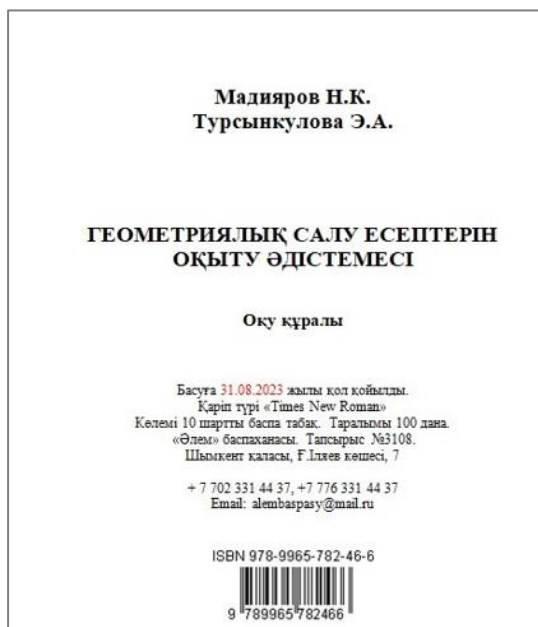 Мадияров Н.К.
Турсынкулова Э.А.
ГЕОМЕТРИЯЛЫҚ САЛУ ЕСЕПТЕРІН
ОҚЫТУ ӘДІСТЕМЕСІ
Оқу құралы
Басуға 31.08.2023 жылы қол қойылды.
Қаріп түрі «Times New Roman»
Көлемі 10 шартты баспа табақ. Таралымы 100 дана.
«Әлем» баспаханасы. Тапсырыс №3108.
Шымкент қаласы, Ғ.Іляев көшесі, 7
+ 7 702 331 44 37, +7 776 331 44 37
Email: alembaspasy@mail.ru
ISBN 978-9965-782-46-6
9 789965 782466